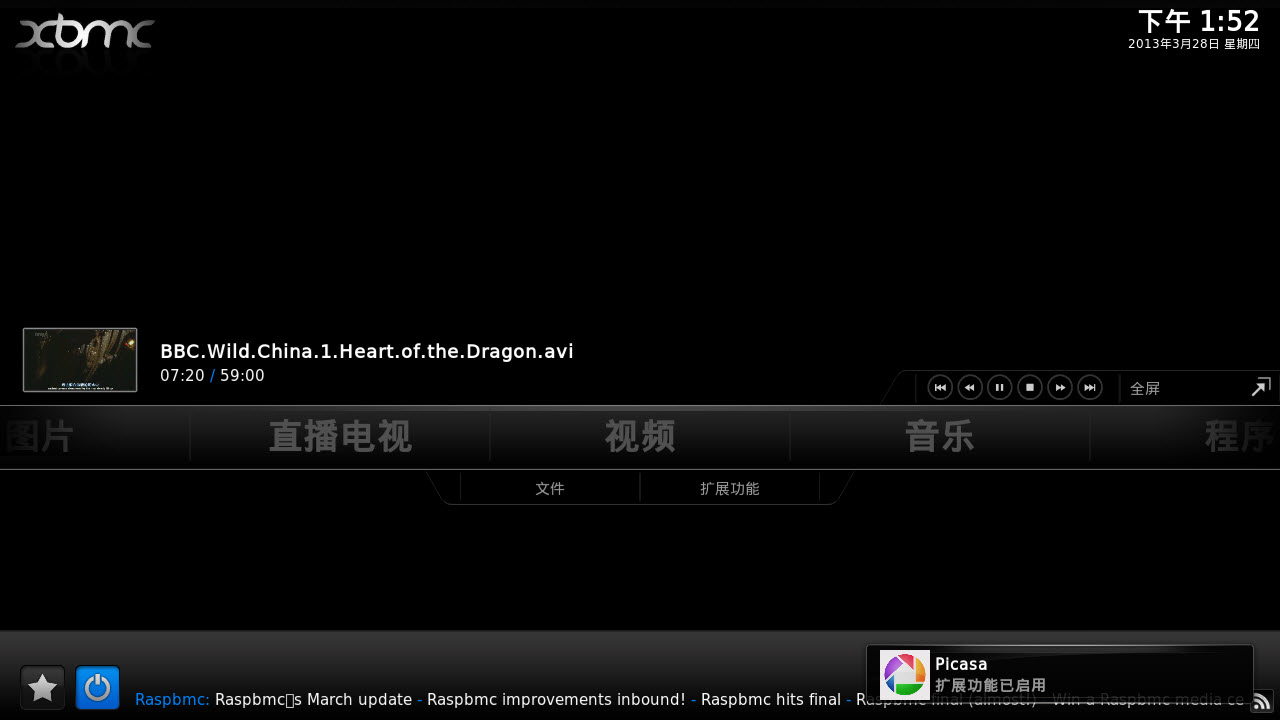 xbmc
下午 1:52
2013年3月28日 星期四
BBC.Wild.China.1.Heart.of.the.Dragon.avi
07:20 / 59:00
全屏
图片
直播电视
视频
音乐
程序
文件
扩展功能
Picasa
扩展功能已启用
Raspbmc: Raspbmc□s March update - Raspbmc improvements inbound! - Raspbmc hits final - Raspbmc final (almost!) - Win a Raspbmc media ce